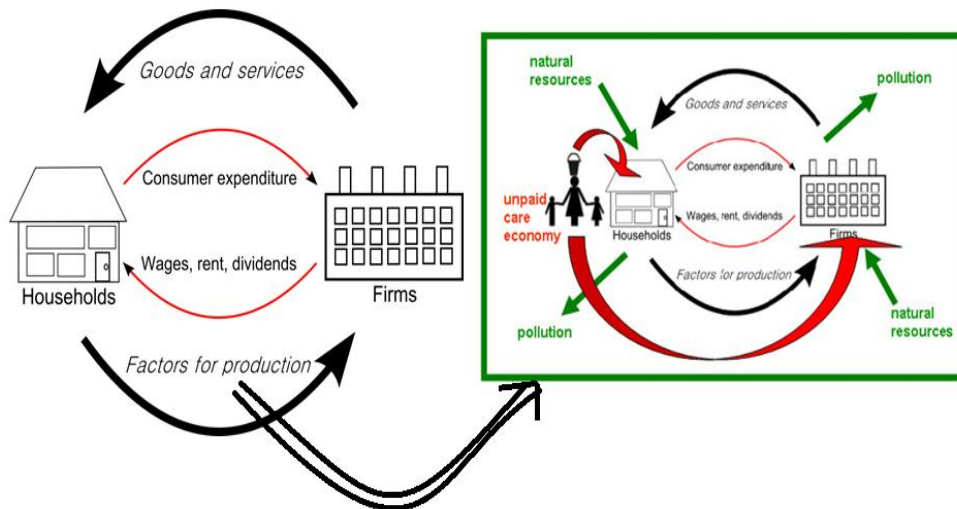 Goods and services
Consumer expenditure
Wages, rent, dividends
Households
Firms
Factors for production
natural
resources
pollution
Goods and services
Consumer expenditure
unpaid
care
economy
Wages, rent, dividends
Households
Firms
Factors for production
pollution
natural
resources